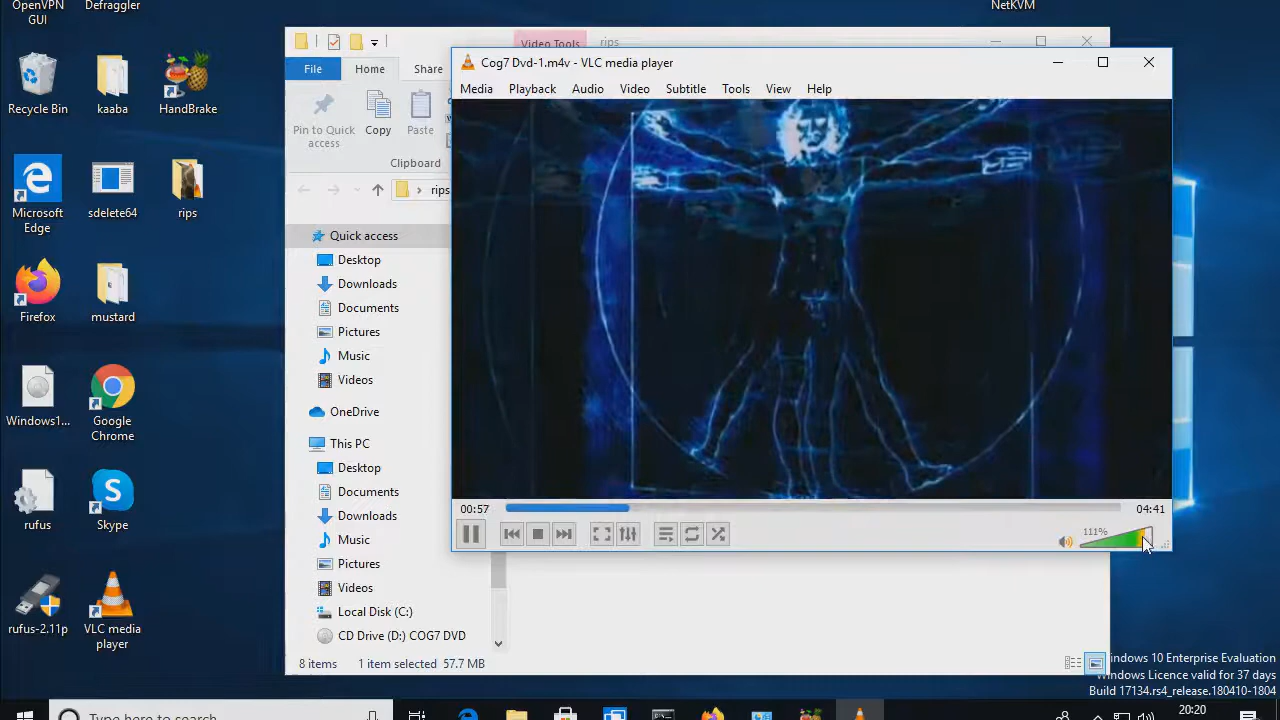 OpenVPN
GUI
Defraggler
NetKVM
Recycle Bin
kaaba
HandBrake
Microsoft
Edge
sdelete64
rips
Firefox
mustard
Windows1...
Google
Chrome
rufus
Skype
rufus-2.11p
VLC media
player
Video Tools
rips
File
Home
Share
Pin to Quick
access
Copy
Paste
Clipboard
rips
Quick access
Desktop
Downloads
Documents
Pictures
Music
Videos
OneDrive
This PC
Desktop
Documents
Downloads
Music
Pictures
Videos
Local Disk (C:)
CD Drive (D:) COG7 DVD
8 items
1 item selected 57.7 MB
Cog7 Dvd-1.m4v - VLC media player
Media
Playback
Audio
Video
Subtitle
Tools
View
Help
00:57
04:41
111%
indows 10 Enterprise Evaluation
Windows Licence valid for 37 days
Build 17134.rs4_release.180410-1804
Type here to search
20:20